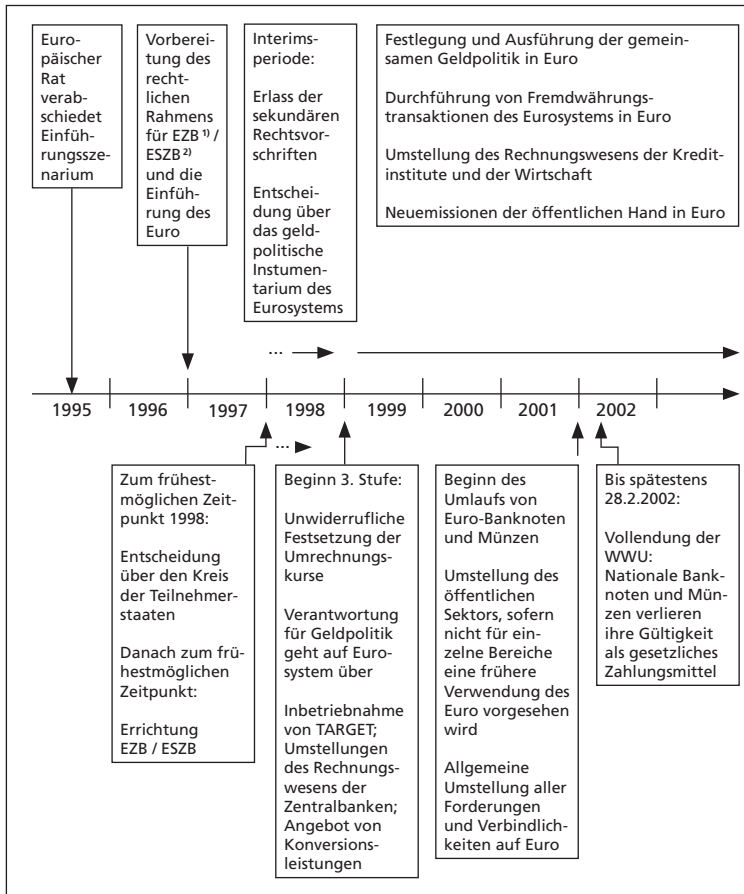 Euro-
päischer
Rat
verab-
schiedet
Einfüh-
rungssze-
narium
Vorberei-
tung des
recht-
lichen
Rahmens
für EZB 1) /
ESZB 2)
und die
Einfüh-
rung des
Euro
Interims-
periode:
Erlass der
sekundären
Rechtsvor-
schriften
Entschei-
dung über
das geld-
politische
Instumen-
tarium des
Eurosystems
Festlegung und Ausführung der gemein-
samen Geldpolitik in Euro
Durchführung von Fremdwährungs-
transaktionen des Eurosystems in Euro
Umstellung des Rechnungswesens der Kredit-
institute und der Wirtschaft
Neuemissionen der öffentlichen Hand in Euro
...
1995 1996 1997 1998 1999 2000 2001 2002
...
Zum frühest-
möglichen Zeit-
punkt 1998:
Entscheidung
über den Kreis
der Teilnehmer-
staaten
Danach zum frü-
hestmöglichen
Zeitpunkt:
Errichtung
EZB / ESZB
Beginn 3. Stufe:
Unwiderrufliche
Festsetzung der
Umrechnungs-
kurse
Verantwortung
für Geldpolitik
geht auf Euro-
system über
Inbetriebnahme
von TARGET;
Umstellungen
des Rechnungs-
wesens der
Zentralbanken;
Angebot von
Konversions-
leistungen
Beginn des
Umlaufs von
Euro-Banknoten
und Münzen
Umstellung des
öffentlichen
Sektors, sofern
nicht für ein-
zelne Bereiche
eine frühere
Verwendung des
Euro vorgesehen
wird
Allgemeine
Umstellung aller
Forderungen
und Verbindlich-
keiten auf Euro
Bis spätestens
28.2.2002:
Vollendung der
WWU:
Nationale Bank-
noten und Mün-
zen verlieren
ihre Gültigkeit
als gesetzliches
Zahlungsmittel